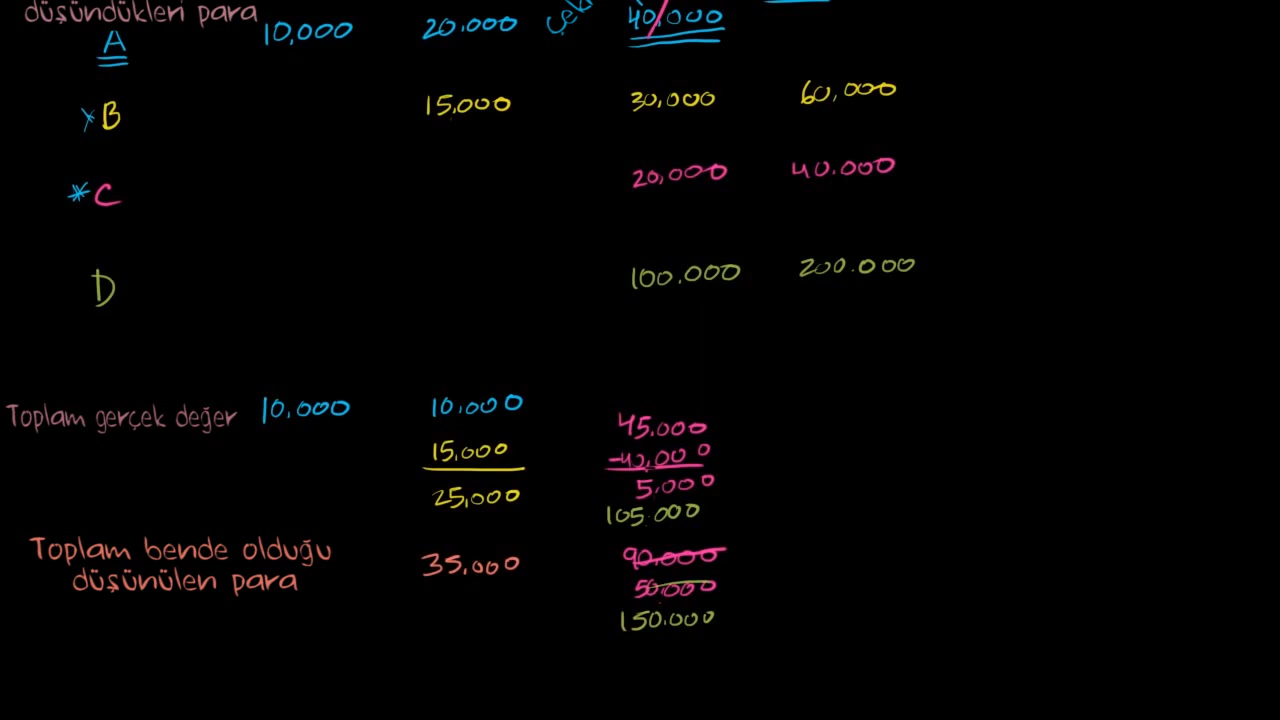 düşündükleri para
A 10,000 20.000 40,000
B 15,000 30,000 60,000
* C 20,000 40.000
D 100.000 200.000
Toplam gerçek değer 10,000 10,000 45.000
15,000 -40,000
25,000 5.000
105.000
Toplam bende olduğu 35,000 90.000
düşünülen para 50,000
150.000